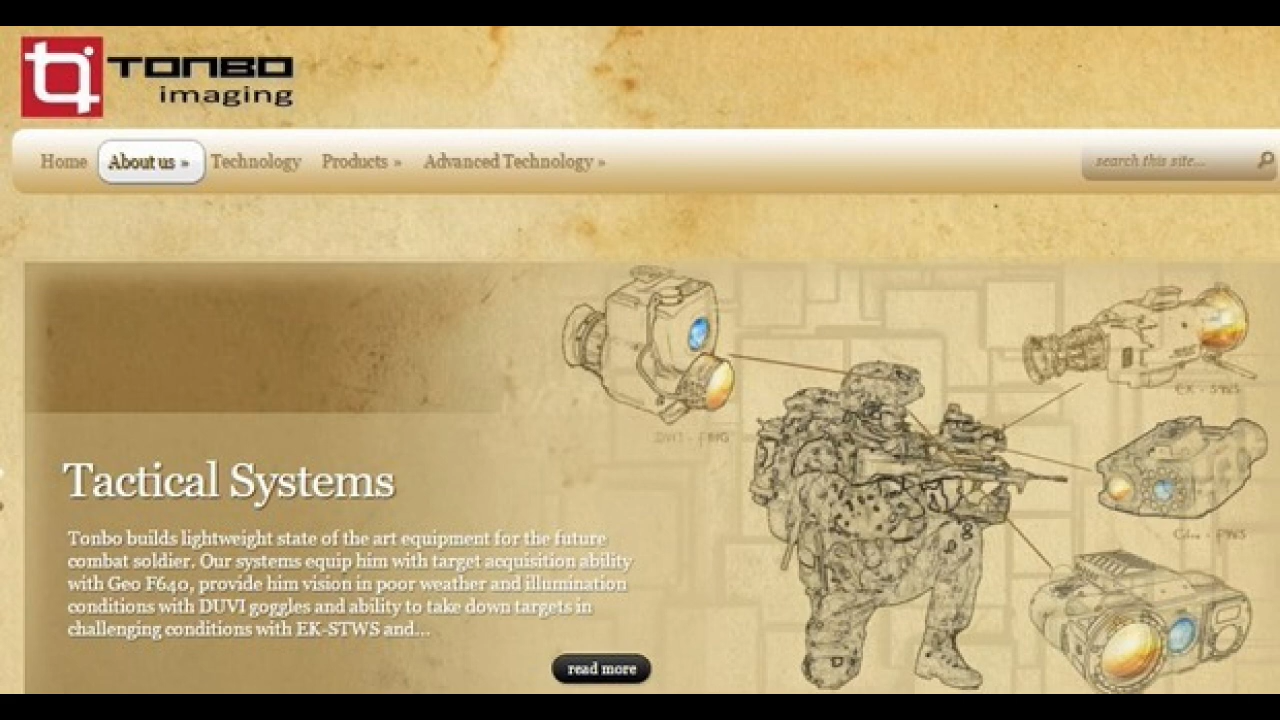 TONBO
imaging
Home
About us »
Technology
Products »
Advanced Technology »
search this site...
EK - STWS
Tactical Systems
Tonbo builds lightweight state of the art equipment for the future
combat soldier. Our systems equip him with target acquisition ability
with Geo F640, provide him vision in poor weather and illumination
conditions with DUVI goggles and ability to take down targets in
challenging conditions with EK-STWS and...
read more